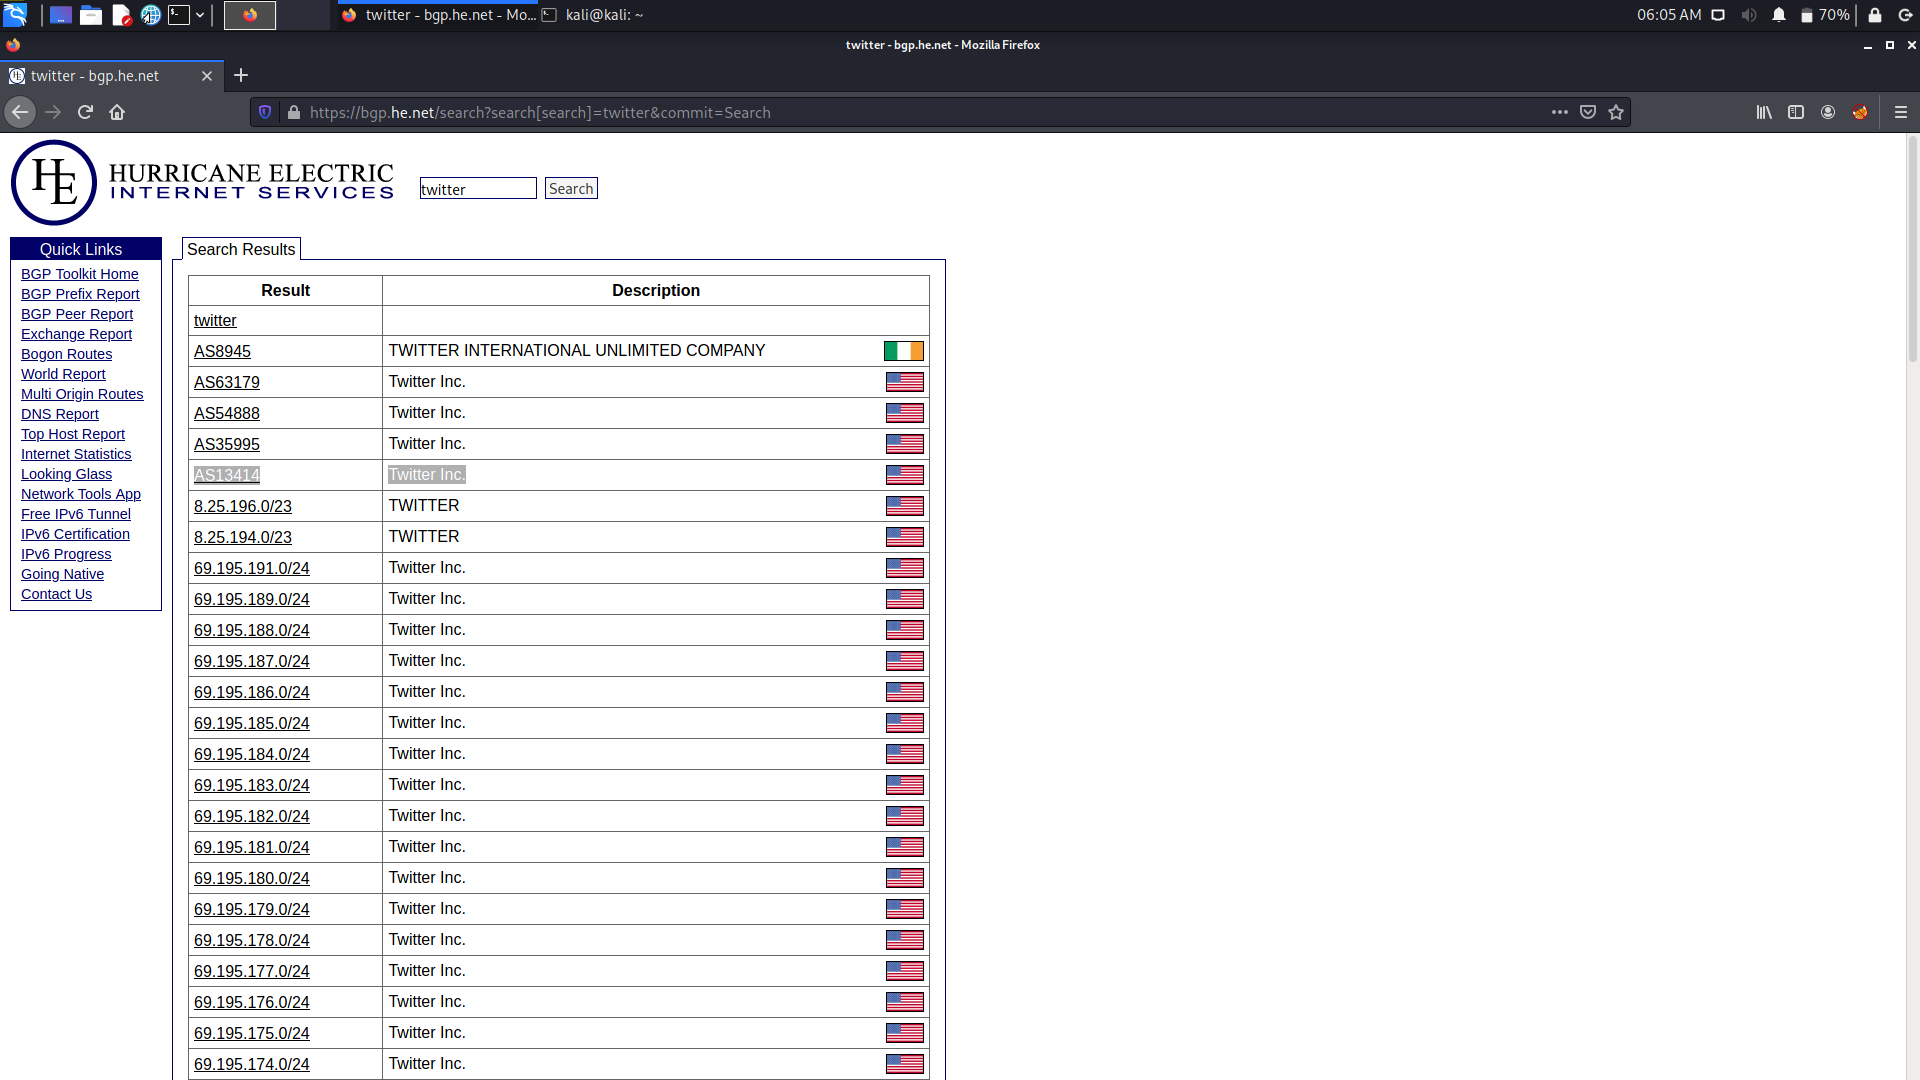 twitter - bgp.he.net - Mo...
kali@kali: ~
06:05 AM
70%
twitter - bgp.he.net - Mozilla Firefox
twitter - bgp.he.net
https://bgp.he.net/search?search[search]=twitter&commit=Search
HE
HURRICANE ELECTRIC
INTERNET SERVICES
twitter
Search
Quick Links
BGP Toolkit Home
BGP Prefix Report
BGP Peer Report
Exchange Report
Bogon Routes
World Report
Multi Origin Routes
DNS Report
Top Host Report
Internet Statistics
Looking Glass
Network Tools App
Free IPv6 Tunnel
IPv6 Certification
IPv6 Progress
Going Native
Contact Us
Search Results
Result Description
twitter
AS8945 TWITTER INTERNATIONAL UNLIMITED COMPANY
AS63179 Twitter Inc.
AS54888 Twitter Inc.
AS35995 Twitter Inc.
AS13414 Twitter Inc.
8.25.196.0/23 TWITTER
8.25.194.0/23 TWITTER
69.195.191.0/24 Twitter Inc.
69.195.189.0/24 Twitter Inc.
69.195.188.0/24 Twitter Inc.
69.195.187.0/24 Twitter Inc.
69.195.186.0/24 Twitter Inc.
69.195.185.0/24 Twitter Inc.
69.195.184.0/24 Twitter Inc.
69.195.183.0/24 Twitter Inc.
69.195.182.0/24 Twitter Inc.
69.195.181.0/24 Twitter Inc.
69.195.180.0/24 Twitter Inc.
69.195.179.0/24 Twitter Inc.
69.195.178.0/24 Twitter Inc.
69.195.177.0/24 Twitter Inc.
69.195.176.0/24 Twitter Inc.
69.195.175.0/24 Twitter Inc.
69.195.174.0/24 Twitter Inc.